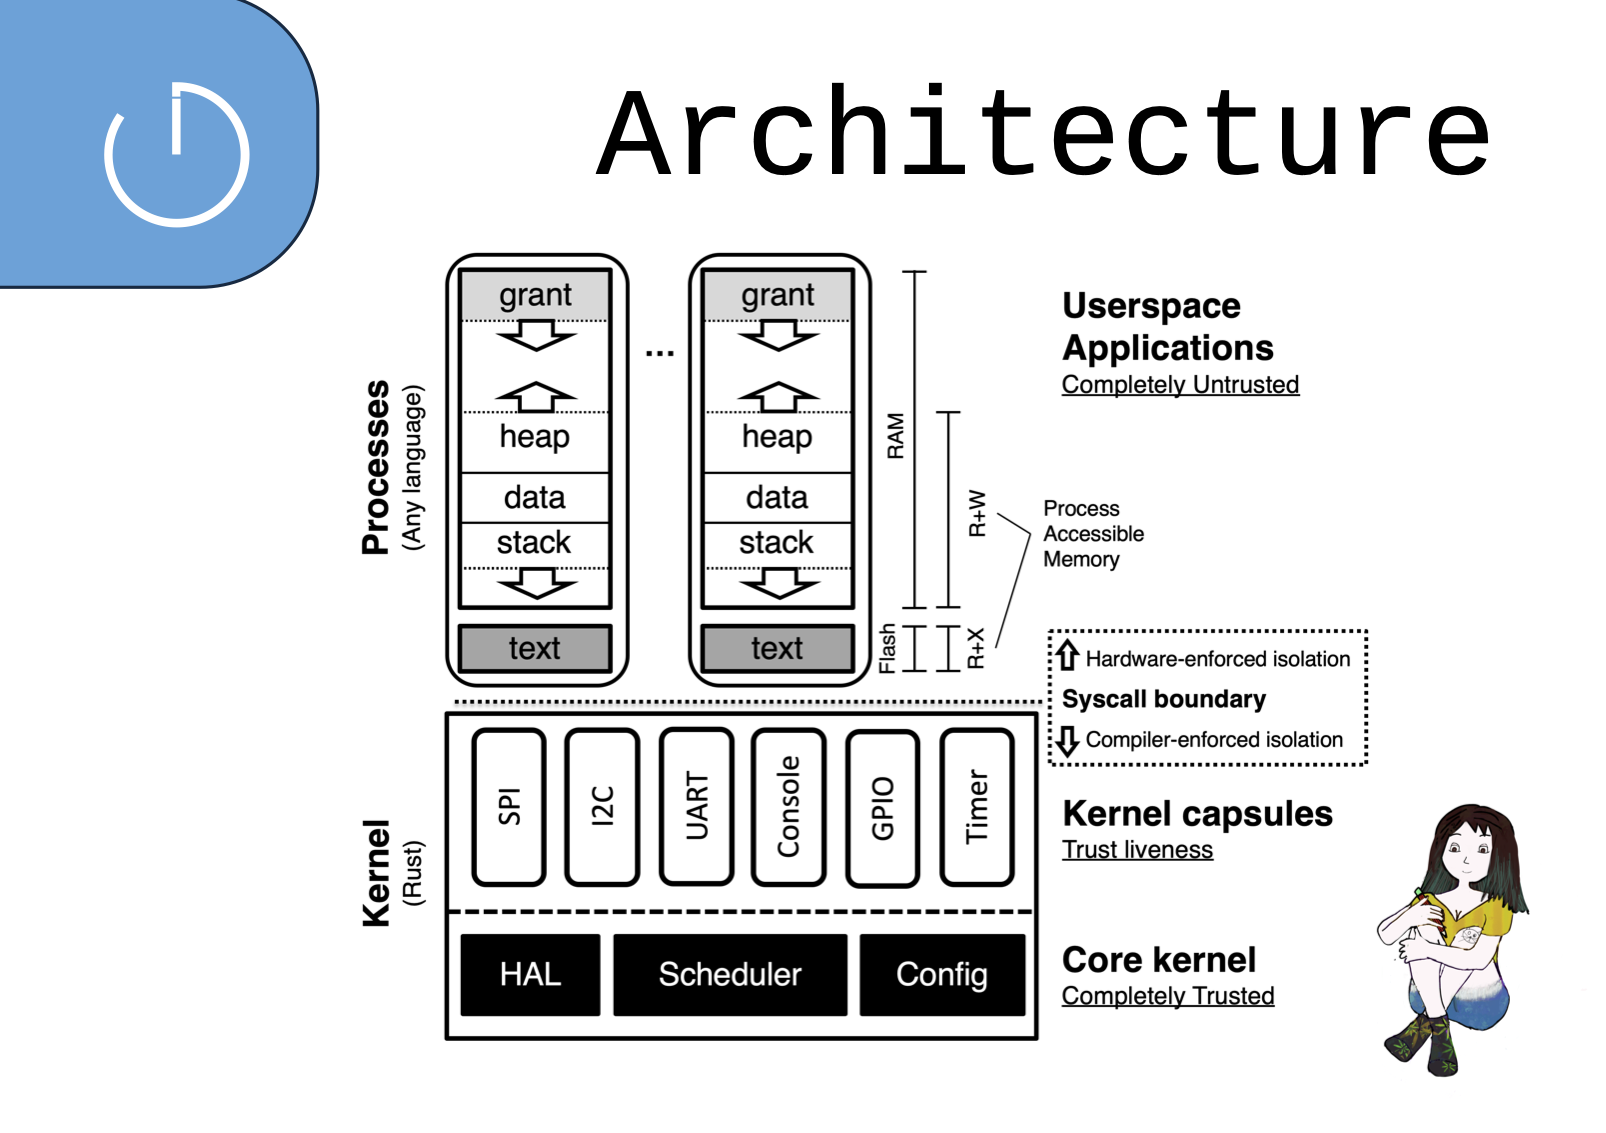 Architecture
Processes
(Any language)
grant
heap
data
stack
text
...
grant
heap
data
stack
text
RAM
Flash
R+W
R+X
Process
Accessible
Memory
Userspace
Applications
Completely Untrusted
Hardware-enforced isolation
Syscall boundary
Compiler-enforced isolation
Kernel
(Rust)
SPI
I2C
UART
Console
GPIO
Timer
Kernel capsules
Trust liveness
HAL
Scheduler
Config
Core kernel
Completely Trusted